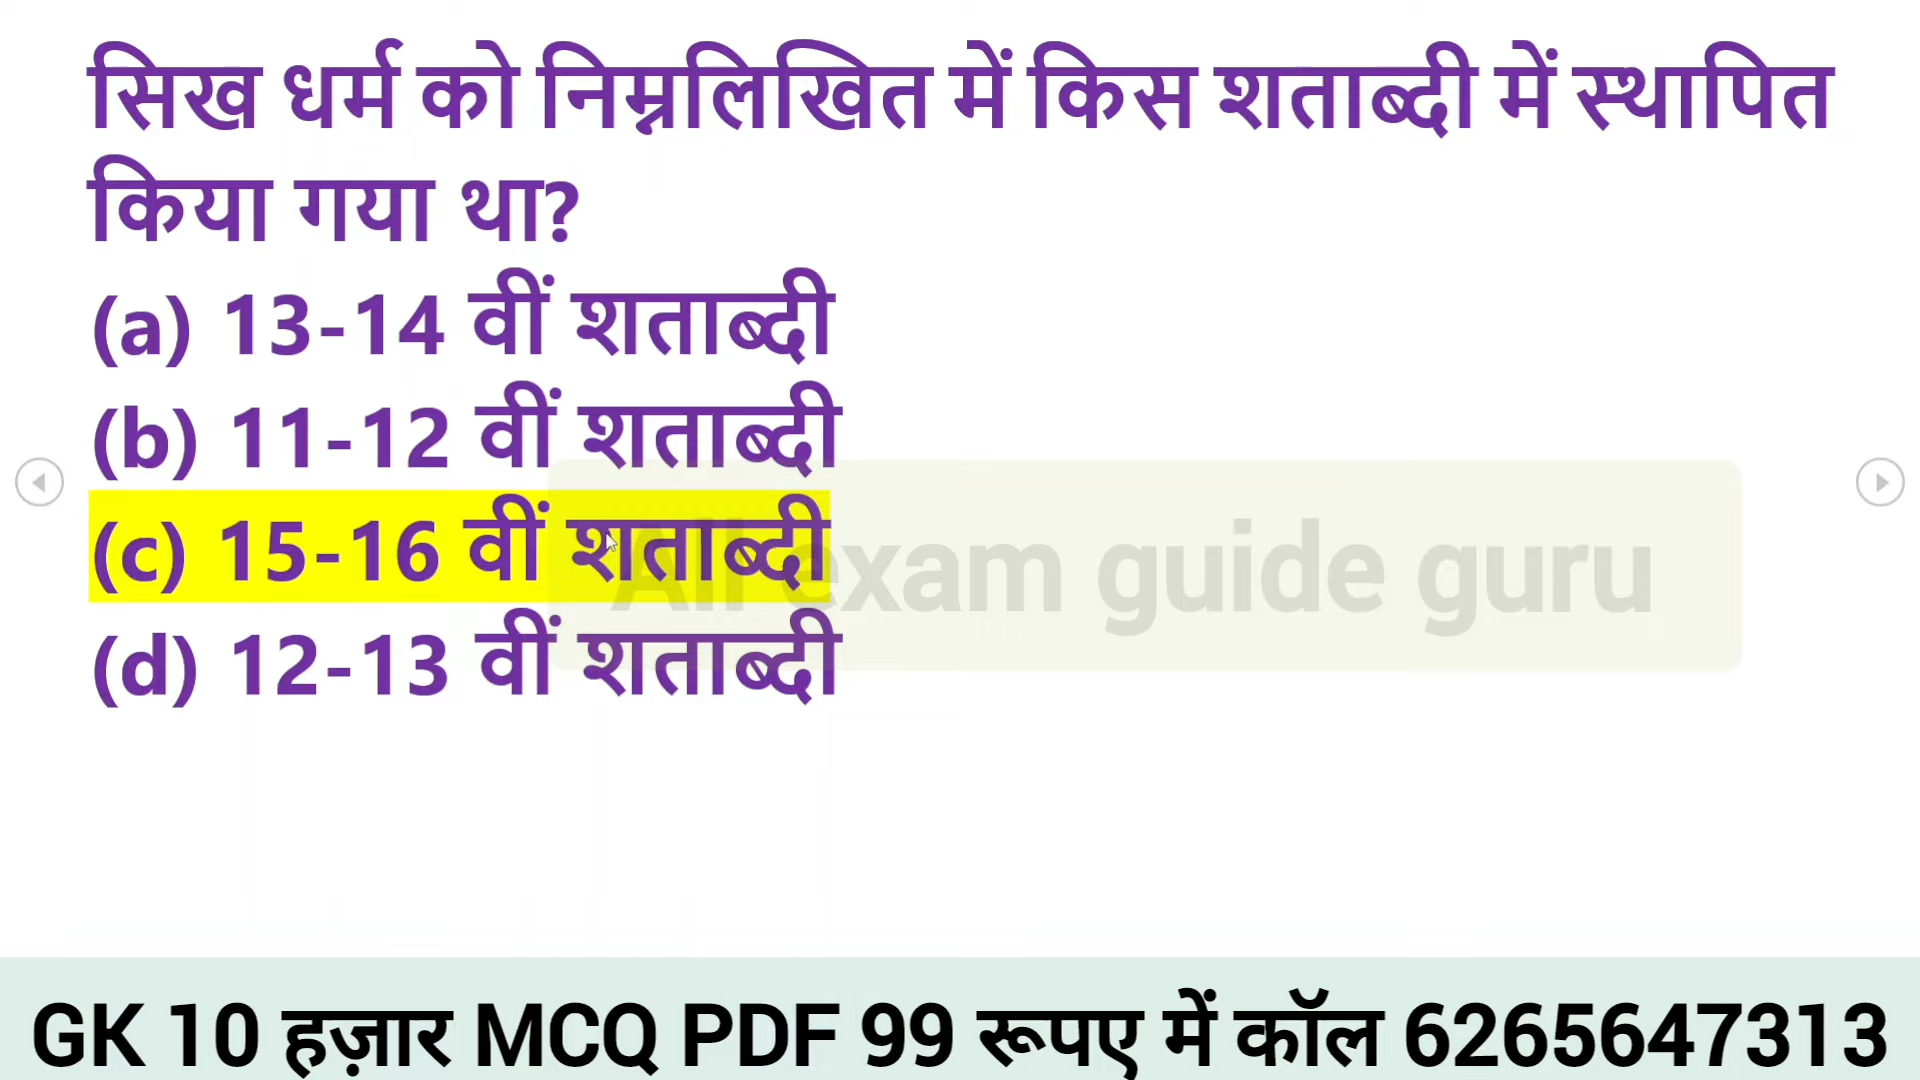 सिख धर्म को निम्नलिखित में किस शताब्दी में स्थापित
किया गया था?
(a) 13-14 वीं शताब्दी
(b) 11-12 वीं शताब्दी
(c) 15-16 वीं शताब्दी
All exam guide guru
(d) 12-13 वीं शताब्दी
GK 10 हज़ार MCQ PDF 99 रूपए में कॉल 6265647313